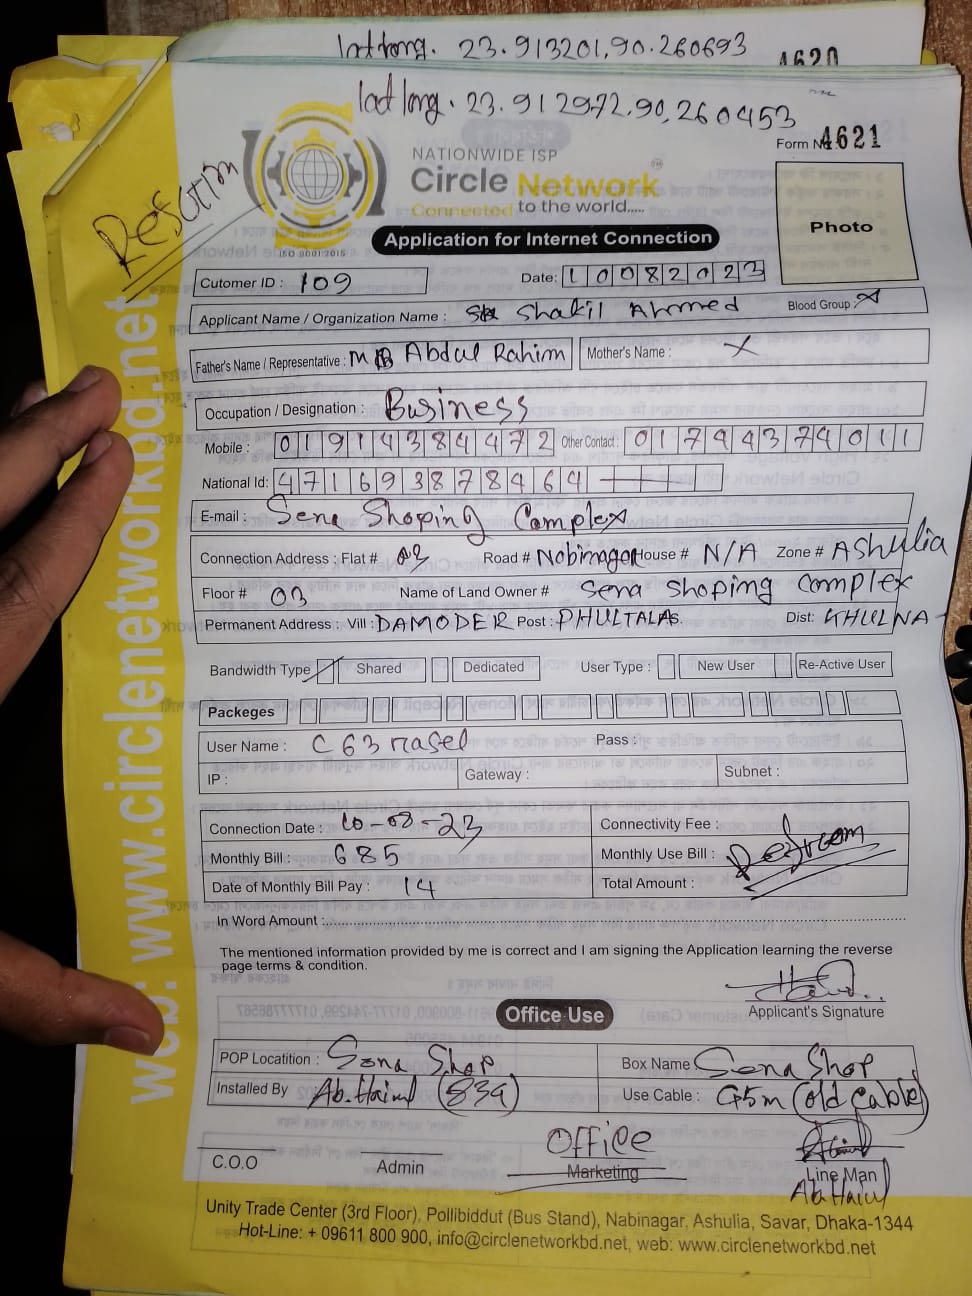 lat long. 23.913201,90.260693
4620
lat long. 23.912972,90,260453
Form No 4621
NATIONWIDE ISP
Circle Network
Connected to the world.....
ISO 9001:2015
Photo
Application for Internet Connection
Cutomer ID : 109
Date: 10082023
Applicant Name / Organization Name : Shakil Ahmed
Blood Group : X
Father's Name / Representative : MD Abdul Rahim
Mother's Name : X
Occupation / Designation : Business
Mobile : 01914384472 Other Contact : 01744374011
National Id: 471693878464
E-mail : Sena Shoping Complex
Connection Address : Flat # 02 Road # Nobinagar House # N/A Zone # Ashulia
Floor # 03 Name of Land Owner # Sena Shoping Complex
Permanent Address : Vill : DAMODER Post : PHULTALA Dist: KHULNA
Bandwidth Type Shared Dedicated User Type : New User Re-Active User
Packeges
User Name : C63 rasel Pass :
IP : Gateway : Subnet :
Connection Date : 10-08-23 Connectivity Fee :
Monthly Bill : 685 Monthly Use Bill :
Date of Monthly Bill Pay : 14 Total Amount :
In Word Amount :
The mentioned information provided by me is correct and I am signing the Application learning the reverse
page terms & condition.
Applicant's Signature
Office Use
POP Locatition : Sena Shop Box Name Sena Shop
Installed By Use Cable : 45m (old cable)
Office
C.O.O Admin Marketing Line Man
Unity Trade Center (3rd Floor), Pollibiddut (Bus Stand), Nabinagar, Ashulia, Savar, Dhaka-1344
Hot-Line: + 09611 800 900, info@circlenetworkbd.net, web: www.circlenetworkbd.net
web: www.circlenetworkbd.net